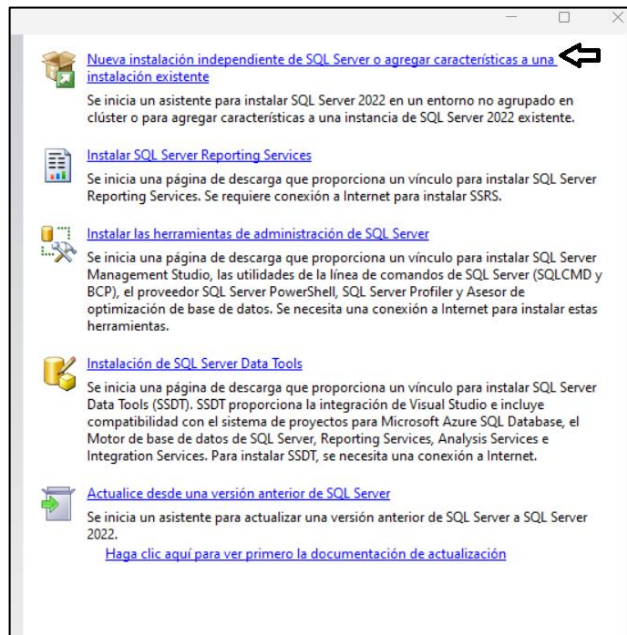 Nueva instalación independiente de SQL Server o agregar características a una
instalación existente
Se inicia un asistente para instalar SQL Server 2022 en un entorno no agrupado en
clúster o para agregar características a una instancia de SQL Server 2022 existente.
Instalar SQL Server Reporting Services
Se inicia una página de descarga que proporciona un vínculo para instalar SQL Server
Reporting Services. Se requiere conexión a Internet para instalar SSRS.
Instalar las herramientas de administración de SQL Server
Se inicia una página de descarga que proporciona un vínculo para instalar SQL Server
Management Studio, las utilidades de la línea de comandos de SQL Server (SQLCMD y
BCP), el proveedor SQL Server PowerShell, SQL Server Profiler y Asesor de
optimización de base de datos. Se necesita una conexión a Internet para instalar estas
herramientas.
Instalación de SQL Server Data Tools
Se inicia una página de descarga que proporciona un vínculo para instalar SQL Server
Data Tools (SSDT). SSDT proporciona la integración de Visual Studio e incluye
compatibilidad con el sistema de proyectos para Microsoft Azure SQL Database, el
Motor de base de datos de SQL Server, Reporting Services, Analysis Services e
Integration Services. Para instalar SSDT, se necesita una conexión a Internet.
Actualice desde una versión anterior de SQL Server
Se inicia un asistente para actualizar una versión anterior de SQL Server a SQL Server
2022.
Haga clic aquí para ver primero la documentación de actualización